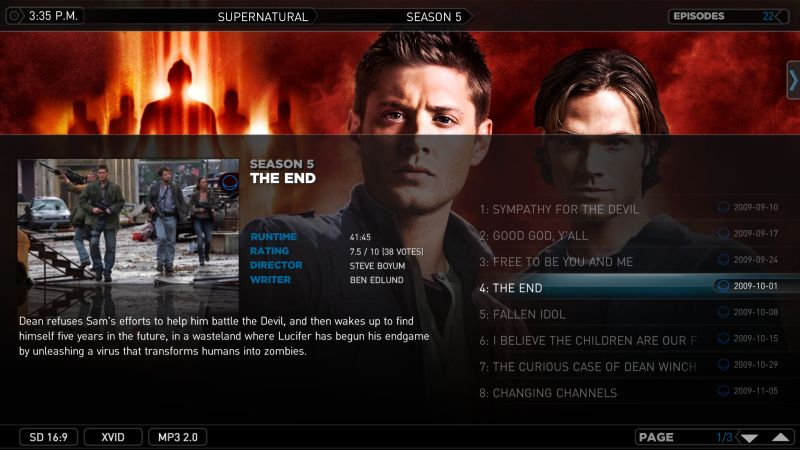 3:35 P.M.
SUPERNATURAL
SEASON 5
EPISODES 22
SEASON 5
THE END
RUNTIME 41:45
RATING 7.5 / 10 (38 VOTES)
DIRECTOR STEVE BOYUM
WRITER BEN EDLUND
Dean refuses Sam's efforts to help him battle the Devil, and then wakes up to find
himself five years in the future, in a wasteland where Lucifer has begun his endgame
by unleashing a virus that transforms humans into zombies.
1: SYMPATHY FOR THE DEVIL 2009-09-10
2: GOOD GOD, Y'ALL 2009-09-17
3: FREE TO BE YOU AND ME 2009-09-24
4: THE END 2009-10-01
5: FALLEN IDOL 2009-10-08
6: I BELIEVE THE CHILDREN ARE OUR F 2009-10-15
7: THE CURIOUS CASE OF DEAN WINCH 2009-10-29
8: CHANGING CHANNELS 2009-11-05
SD 16:9
XVID
MP3 2.0
PAGE 1/3